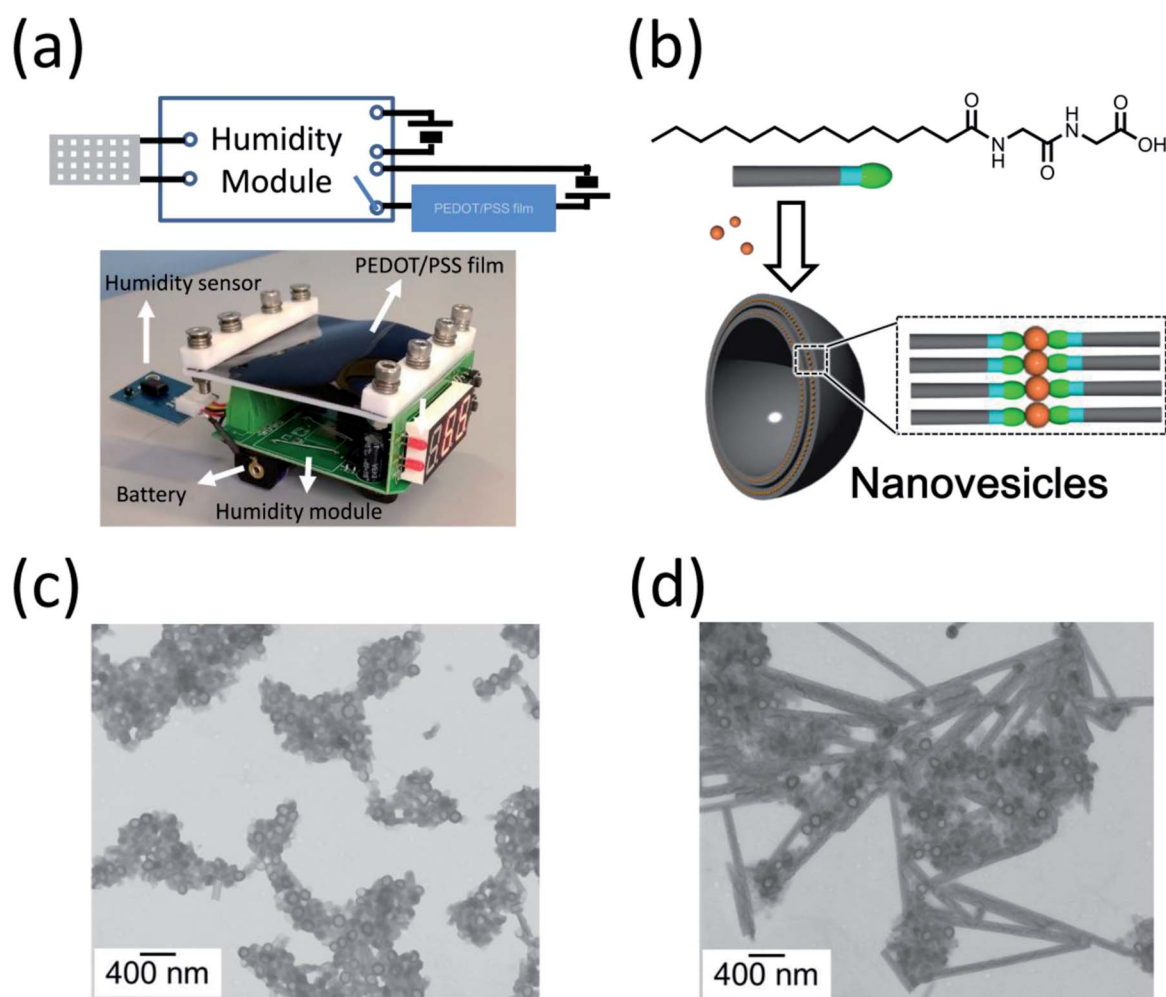 (a)
Humidity
Module
PEDOT/PSS film
Humidity sensor
PEDOT/PSS film
Battery
Humidity module
(b)
O
H
N
O
OH
N
H
O
Nanovesicles
(c)
400 nm
(d)
400 nm